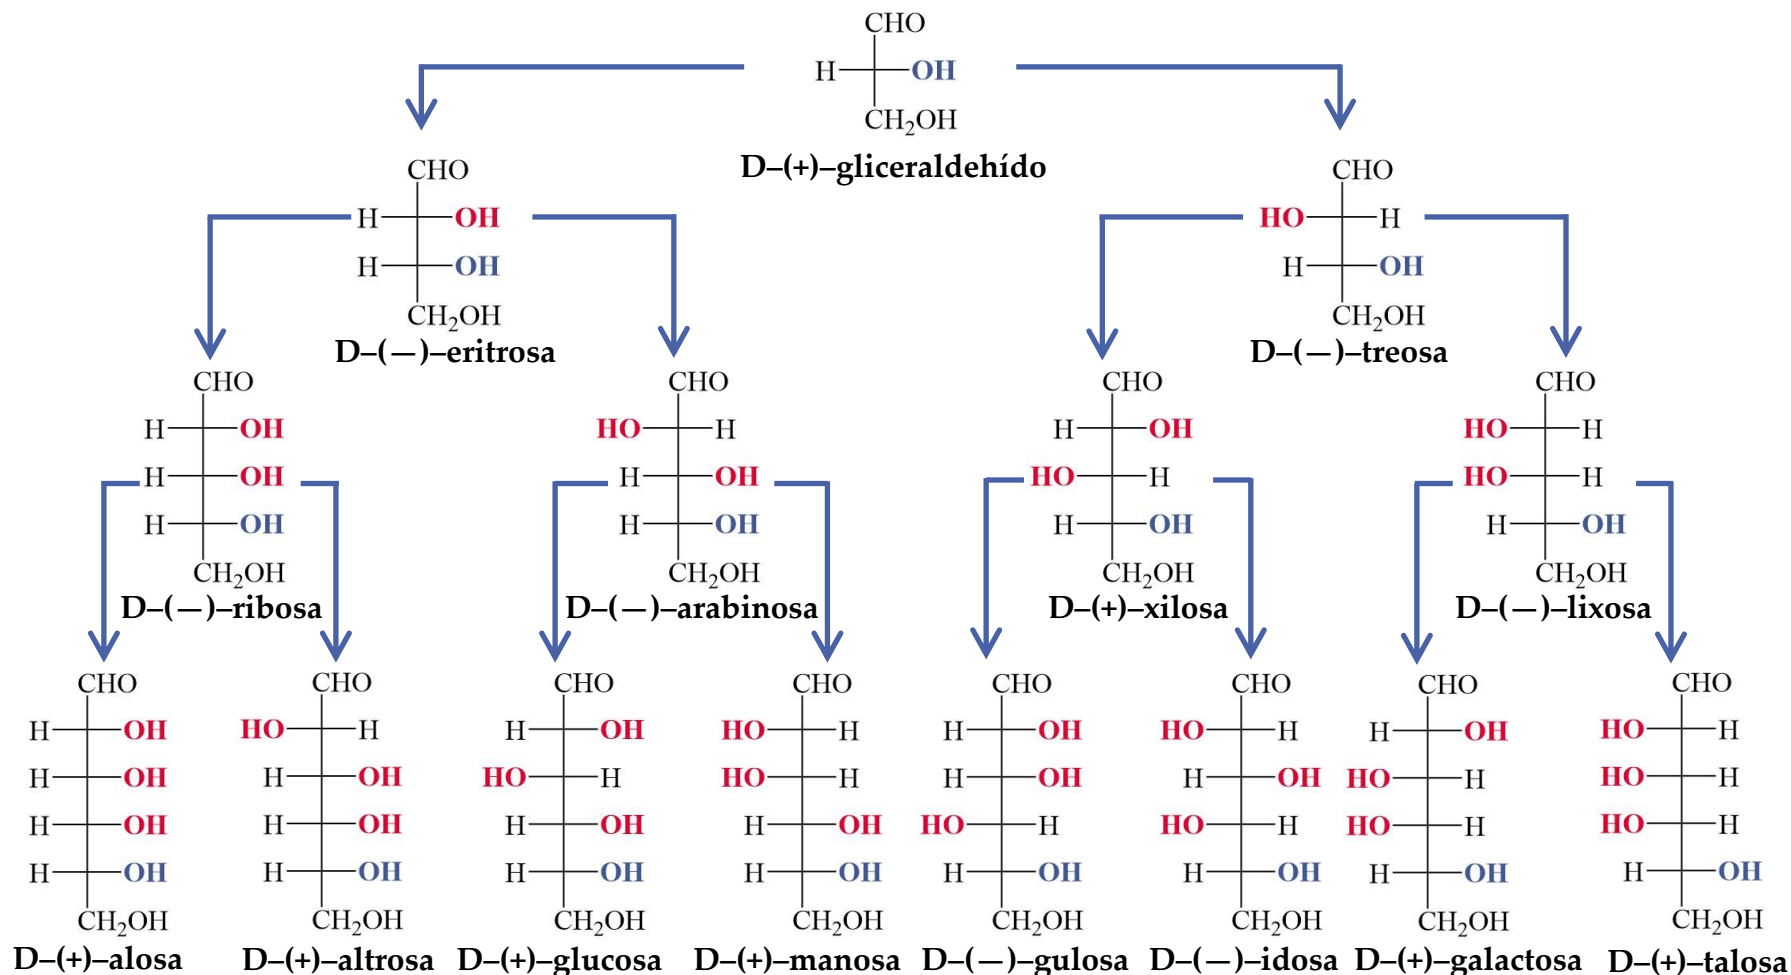 CHO
H OH
CH₂OH
D–(+)–gliceraldehído
CHO CHO
H OH HO H
H OH H OH
CH₂OH CH₂OH
D–(—)–eritrosa D–(—)–treosa
CHO CHO CHO CHO
H OH HO H H OH HO H
H OH H OH HO H HO H
H OH H OH H OH H OH
CH₂OH CH₂OH CH₂OH CH₂OH
D–(—)–ribosa D–(—)–arabinosa D–(+)–xilosa D–(—)–lixosa
CHO CHO CHO CHO CHO CHO CHO CHO
H OH HO H H OH HO H H OH HO H H OH HO H
H OH H OH HO H HO H H OH H OH HO H HO H
H OH H OH H OH H OH HO H HO H HO H HO H
H OH H OH H OH H OH H OH H OH H OH H OH
CH₂OH CH₂OH CH₂OH CH₂OH CH₂OH CH₂OH CH₂OH CH₂OH
D–(+)–alosa D–(+)–altrosa D–(+)–glucosa D–(+)–manosa D–(—)–gulosa D–(—)–idosa D–(+)–galactosa D–(+)–talosa